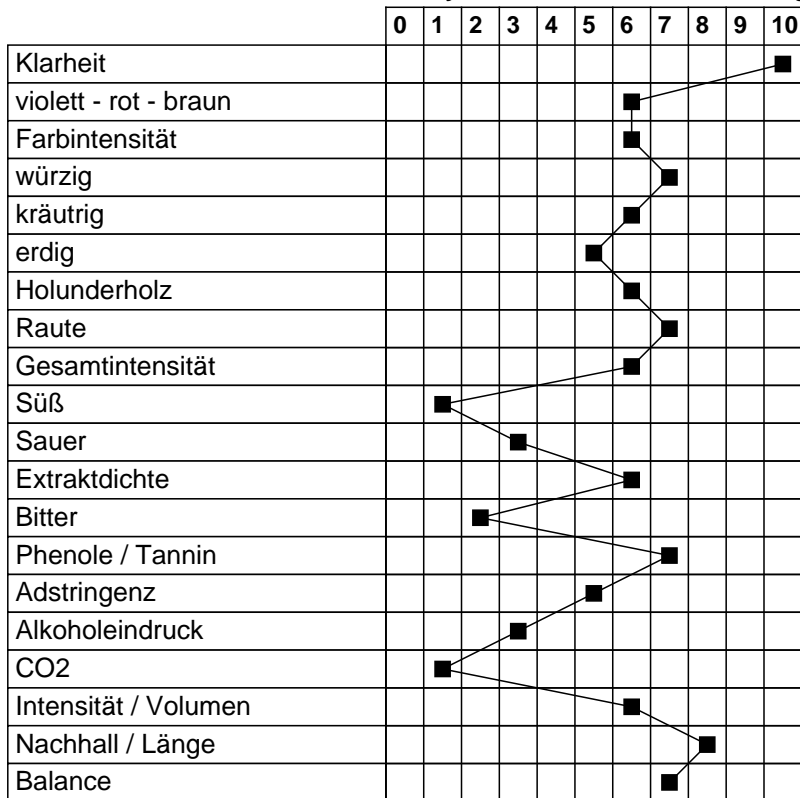 0 1 2 3 4 5 6 7 8 9 10
Klarheit
violett - rot - braun
Farbintensität
würzig
kräutrig
erdig
Holunderholz
Raute
Gesamtintensität
Süß
Sauer
Extraktdichte
Bitter
Phenole / Tannin
Adstringenz
Alkoholeindruck
CO2
Intensität / Volumen
Nachhall / Länge
Balance